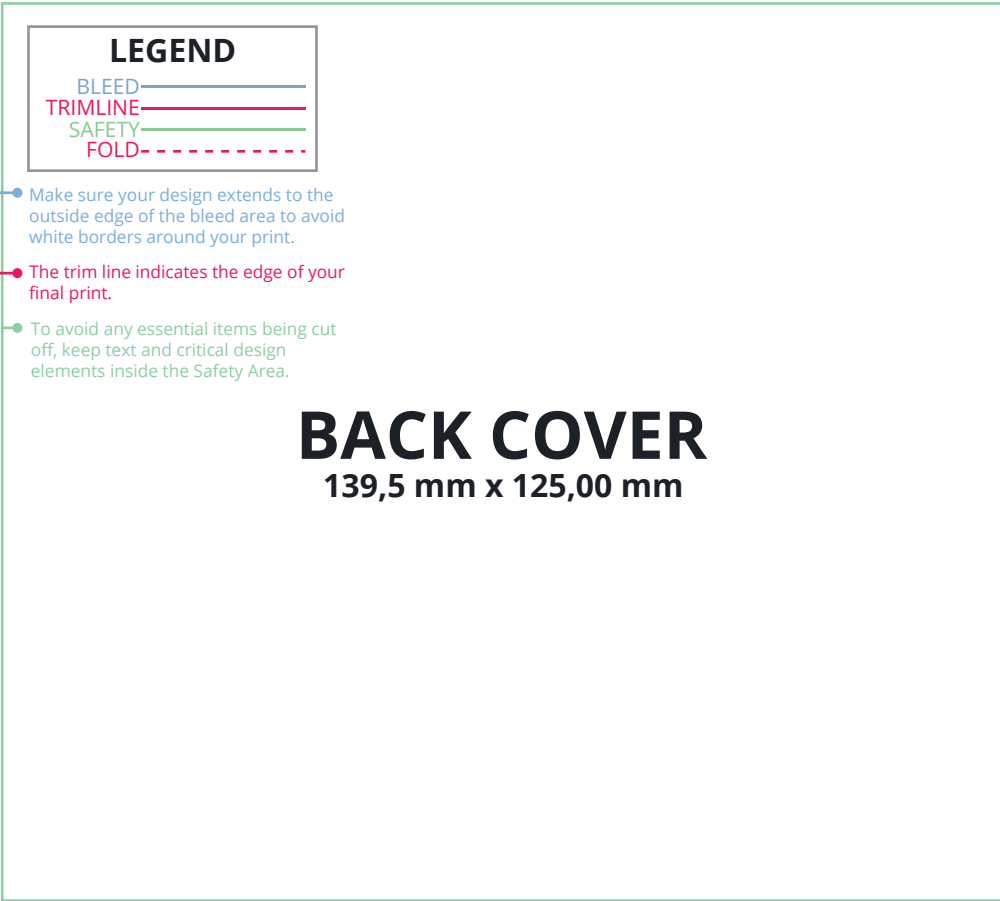 LEGEND
BLEED
TRIMLINE
SAFETY
FOLD
Make sure your design extends to the
outside edge of the bleed area to avoid
white borders around your print.
The trim line indicates the edge of your
final print.
To avoid any essential items being cut
off, keep text and critical design
elements inside the Safety Area.
BACK COVER
139,5 mm x 125,00 mm